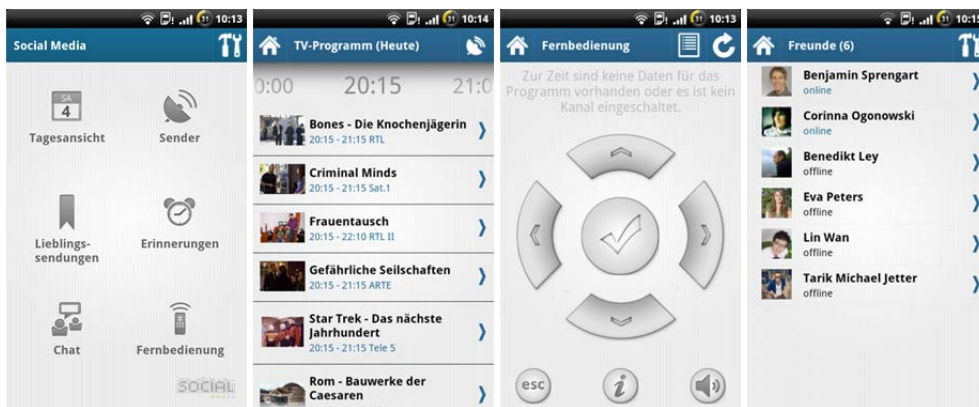 10:13
Social Media
SA
4
Tagesansicht
Sender
Lieblings-
sendungen
Erinnerungen
Chat
Fernbedienung
SOCIAL
10:14
TV-Programm (Heute)
0:00
20:15
21:0
Bones - Die Knochenjägerin
20:15 - 21:15 RTL
Criminal Minds
20:15 - 21:15 Sat.1
Frauentausch
20:15 - 22:10 RTL II
Gefährliche Seilschaften
20:15 - 21:15 ARTE
Star Trek - Das nächste
Jahrhundert
20:15 - 21:15 Tele 5
Rom - Bauwerke der
Caesaren
10:13
Fernbedienung
Zur Zeit sind keine Daten für das
Programm vorhanden oder es ist kein
Kanal eingeschaltet.
esc
i
10:15
Freunde (6)
Benjamin Sprengart
online
Corinna Ogonowski
online
Benedikt Ley
offline
Eva Peters
offline
Lin Wan
offline
Tarik Michael Jetter
offline